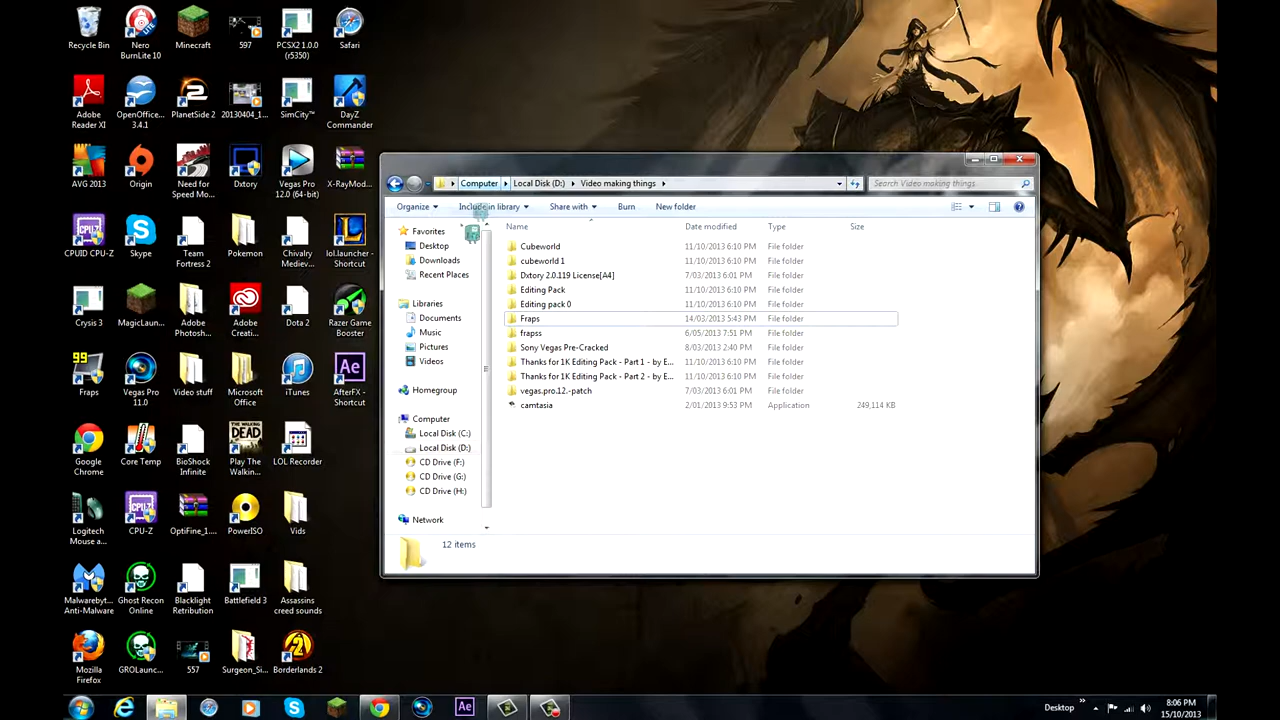 Recycle Bin
Nero BurnLite 10
Minecraft
597
PCSX2 1.0.0 (r5350)
Safari
Adobe Reader XI
OpenOffice... 3.4.1
PlanetSide 2
20130404_1...
SimCity™
DayZ Commander
AVG 2013
Origin
Need for Speed Mo...
Dxtory
Vegas Pro 12.0 (64-bit)
X-RayMod...
CPUID CPU-Z
Skype
Team Fortress 2
Pokemon
Chivalry Mediev...
lol.launcher - Shortcut
Crysis 3
MagicLaun...
Adobe Photosh...
Adobe Creati...
Dota 2
Razer Game Booster
99
Fraps
Vegas Pro 11.0
Video stuff
Microsoft Office
iTunes
Ae
AfterFX - Shortcut
Google Chrome
Core Temp
BioShock Infinite
Play The Walkin...
LOL Recorder
Logitech Mouse a...
CPU-Z
OptiFine_1....
PowerISO
Vids
Malwarebyt... Anti-Malware
Ghost Recon Online
Blacklight Retribution
Battlefield 3
Assassins creed sounds
Mozilla Firefox
GROLaunc...
557
Surgeon_Si...
Borderlands 2
Computer
Local Disk (D:)
Video making things
Search Video making things
Organize
Include in library
Share with
Burn
New folder
Favorites
Desktop
Downloads
Recent Places
Libraries
Documents
Music
Pictures
Videos
Homegroup
Computer
Local Disk (C:)
Local Disk (D:)
CD Drive (F:)
CD Drive (G:)
CD Drive (H:)
Network
Name Date modified Type Size
Cubeworld 11/10/2013 6:10 PM File folder
cubeworld 1 11/10/2013 6:10 PM File folder
Dxtory 2.0.119 License[A4] 7/03/2013 6:01 PM File folder
Editing Pack 11/10/2013 6:10 PM File folder
Editing pack 0 11/10/2013 6:10 PM File folder
Fraps 14/03/2013 5:43 PM File folder
frapss 6/05/2013 7:51 PM File folder
Sony Vegas Pre-Cracked 8/03/2013 2:40 PM File folder
Thanks for 1K Editing Pack - Part 1 - by E... 11/10/2013 6:10 PM File folder
Thanks for 1K Editing Pack - Part 2 - by E... 11/10/2013 6:10 PM File folder
vegas.pro.12.-patch 7/03/2013 6:01 PM File folder
camtasia 2/01/2013 9:53 PM Application 249,114 KB
12 items
Ae
Desktop
8:06 PM
15/10/2013